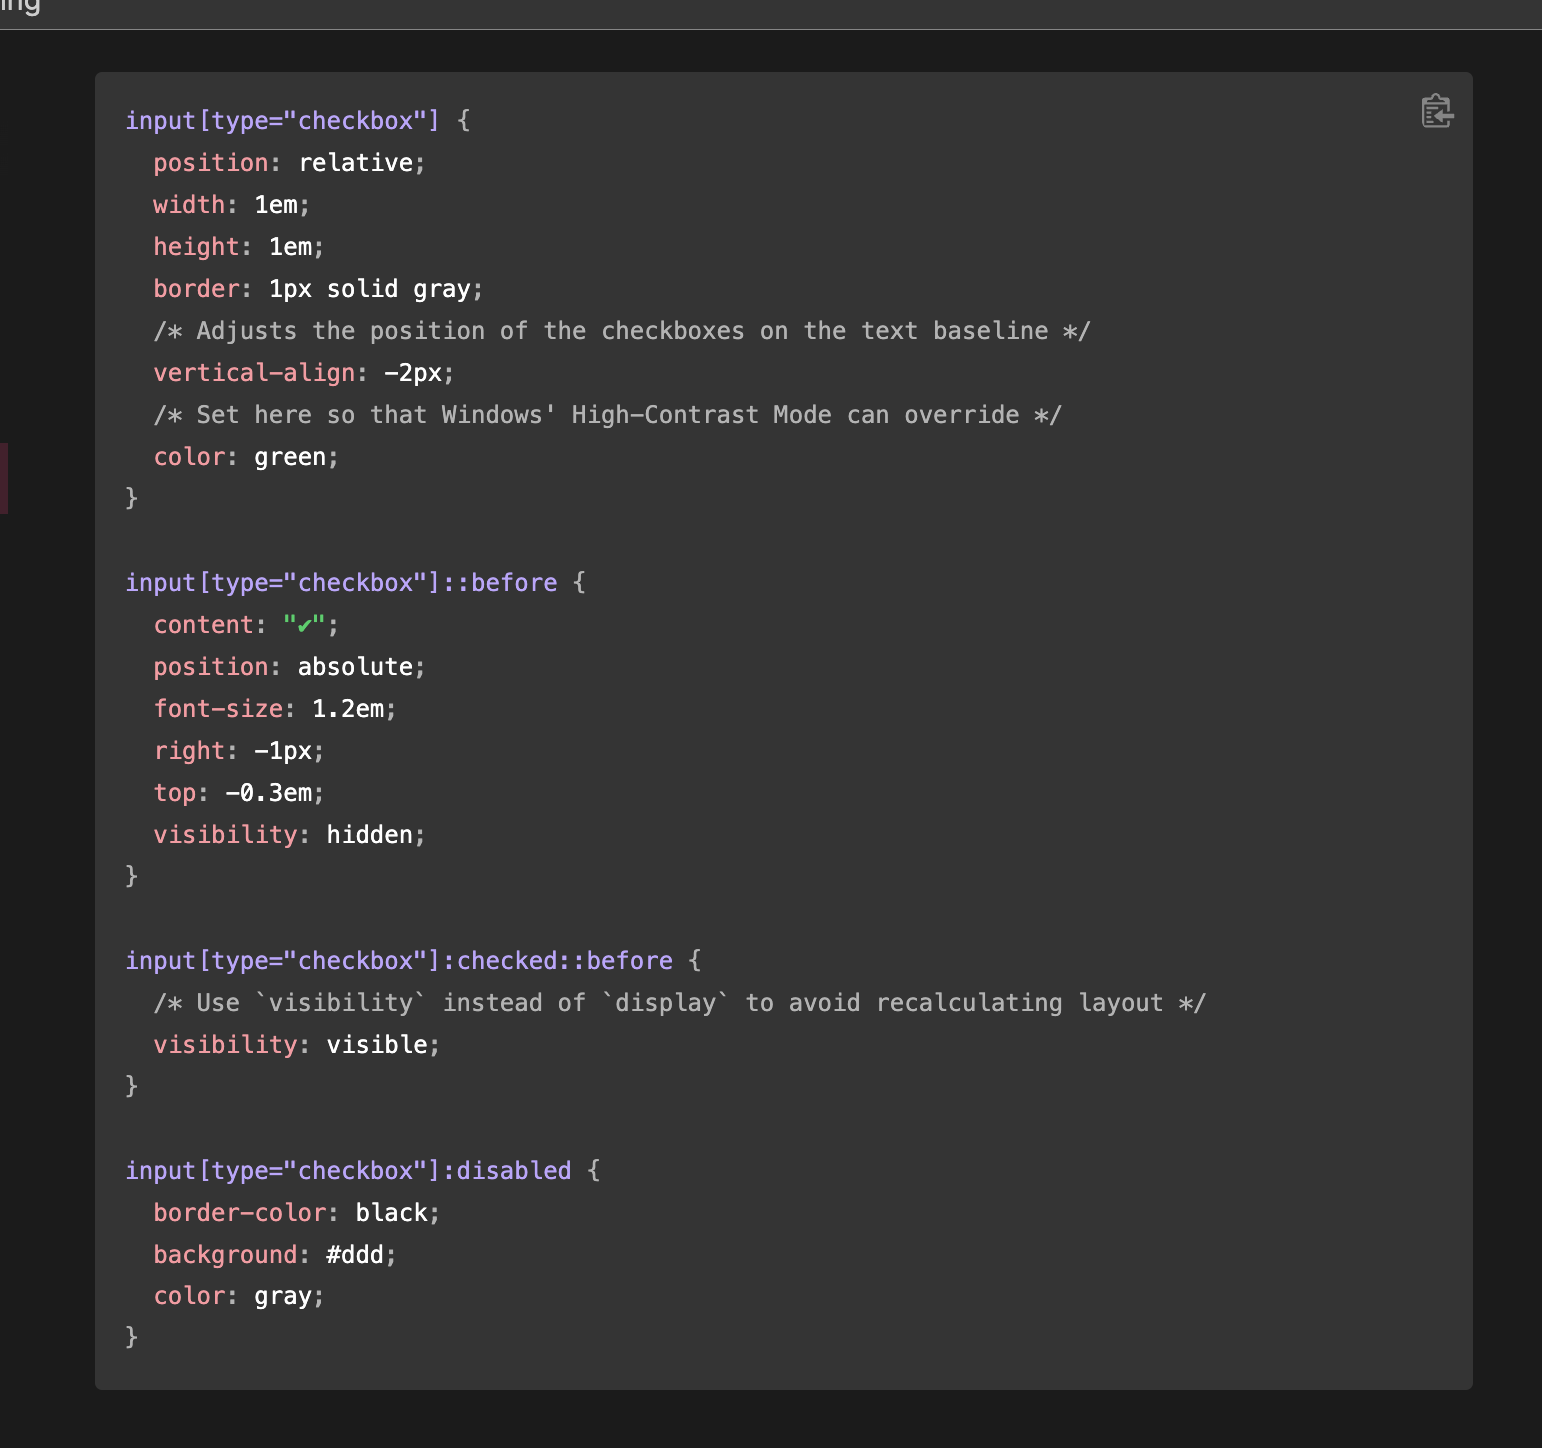 input[type="checkbox"] {
  position: relative;
  width: 1em;
  height: 1em;
  border: 1px solid gray;
  /* Adjusts the position of the checkboxes on the text baseline */
  vertical-align: -2px;
  /* Set here so that Windows' High-Contrast Mode can override */
  color: green;
}
input[type="checkbox"]::before {
  content: "✔";
  position: absolute;
  font-size: 1.2em;
  right: -1px;
  top: -0.3em;
  visibility: hidden;
}
input[type="checkbox"]:checked::before {
  /* Use `visibility` instead of `display` to avoid recalculating layout */
  visibility: visible;
}
input[type="checkbox"]:disabled {
  border-color: black;
  background: #ddd;
  color: gray;
}